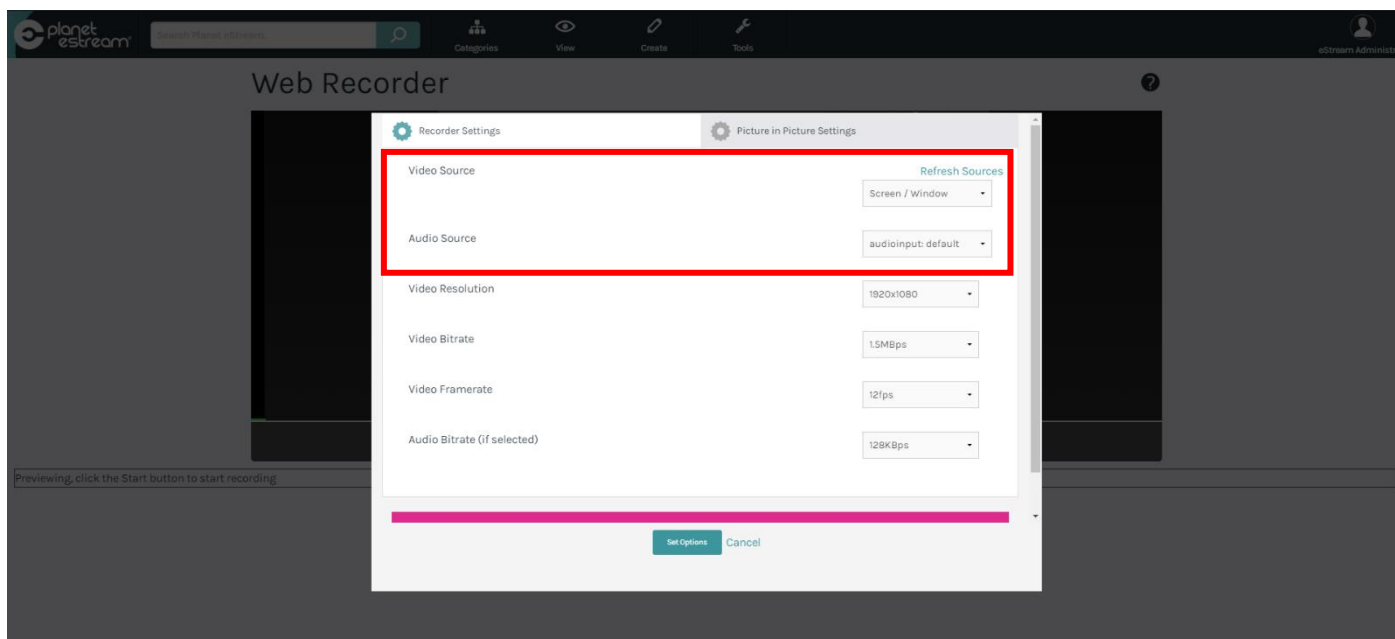 planet
estream
Search Planet eStream.
Categories
View
Create
Tools
eStream Administ
Web Recorder
?
Recorder Settings
Picture in Picture Settings
Video Source
Refresh Sources
Screen / Window
Audio Source
audioinput: default
Video Resolution
1920x1080
Video Bitrate
1.5MBps
Video Framerate
12fps
Audio Bitrate (if selected)
128KBps
Previewing, click the Start button to start recording
Set Options
Cancel